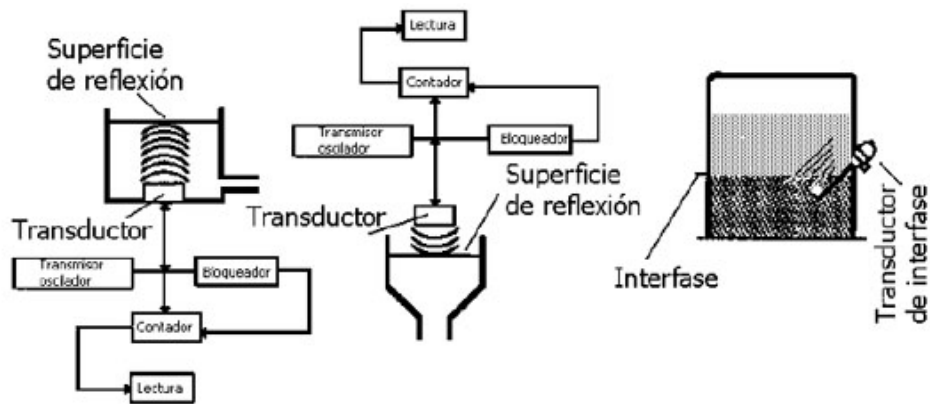 Superficie
de reflexión
Transductor
Transmisor
oscilador
Bloqueador
Contador
Lectura
Lectura
Contador
Transmisor
oscilador
Bloqueador
Transductor
Superficie
de reflexión
Interfase
Transductor
de interfase